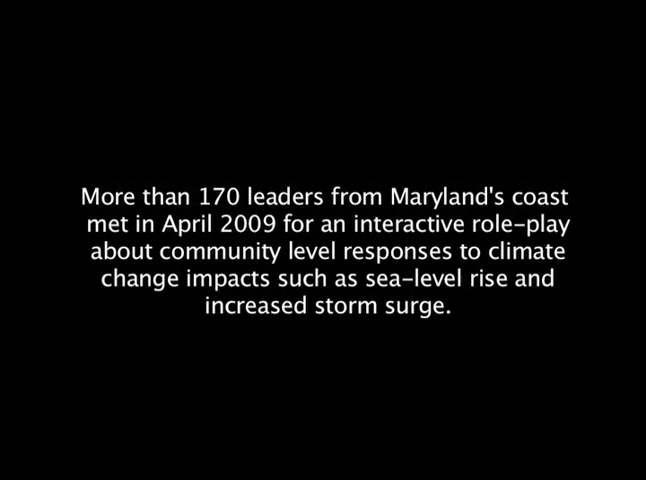 More than 170 leaders from Maryland's coast
met in April 2009 for an interactive role-play
about community level responses to climate
change impacts such as sea-level rise and
increased storm surge.